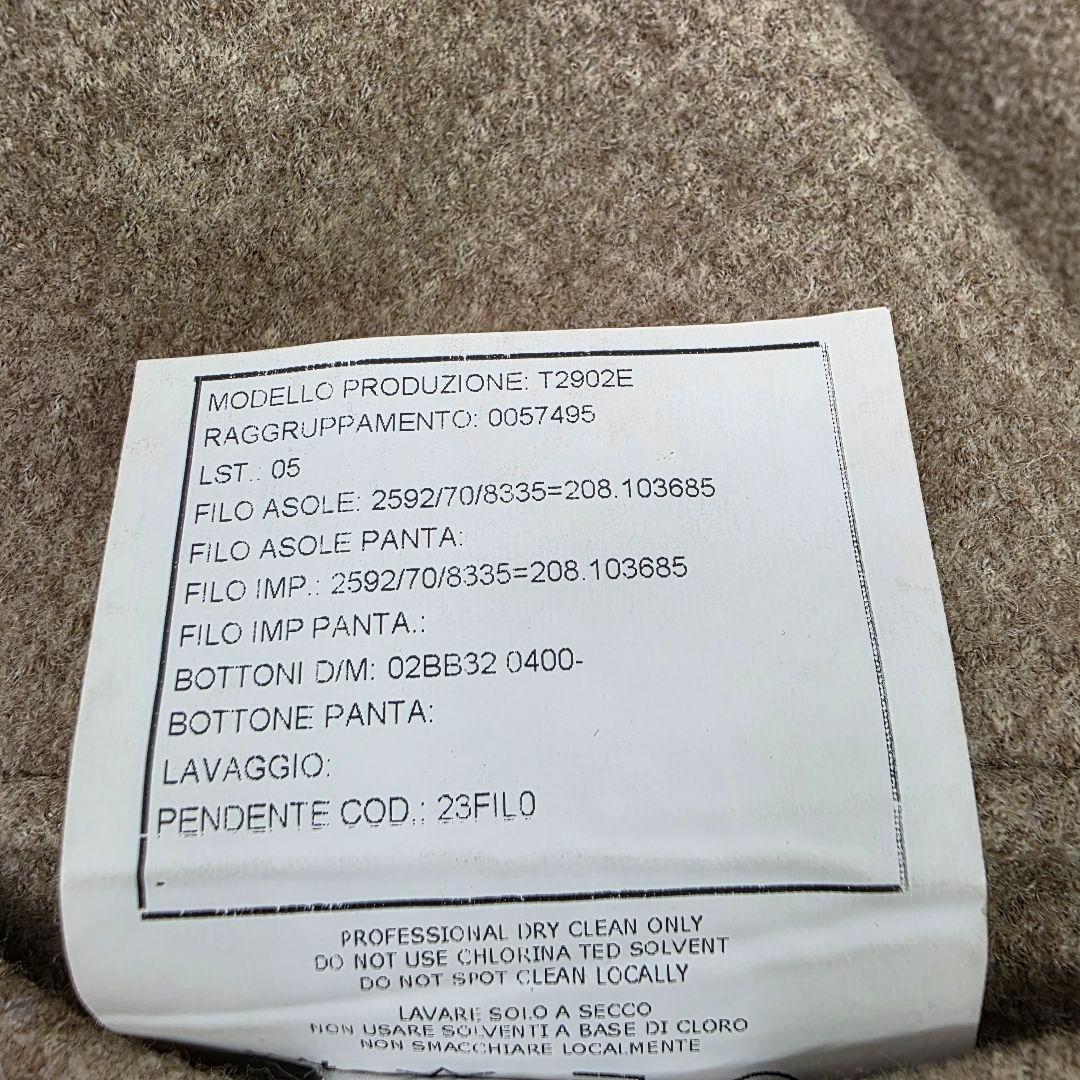 MODELLO PRODUZIONE: T2902E
RAGGRUPPAMENTO: 0057495
LST.: 05
FILO ASOLE: 2592/70/8335=208.103685
FILO ASOLE PANTA:
FILO IMP.: 2592/70/8335=208.103685
FILO IMP PANTA.:
BOTTONI D/M: 02BB32 0400-
BOTTONE PANTA:
LAVAGGIO:
PENDENTE COD.: 23FIL0
-
PROFESSIONAL DRY CLEAN ONLY
DO NOT USE CHLORINA TED SOLVENT
DO NOT SPOT CLEAN LOCALLY
LAVARE SOLO A SECCO
NON USARE SOLVENTI A BASE DI CLORO
NON SMACCHIARE LOCALMENTE